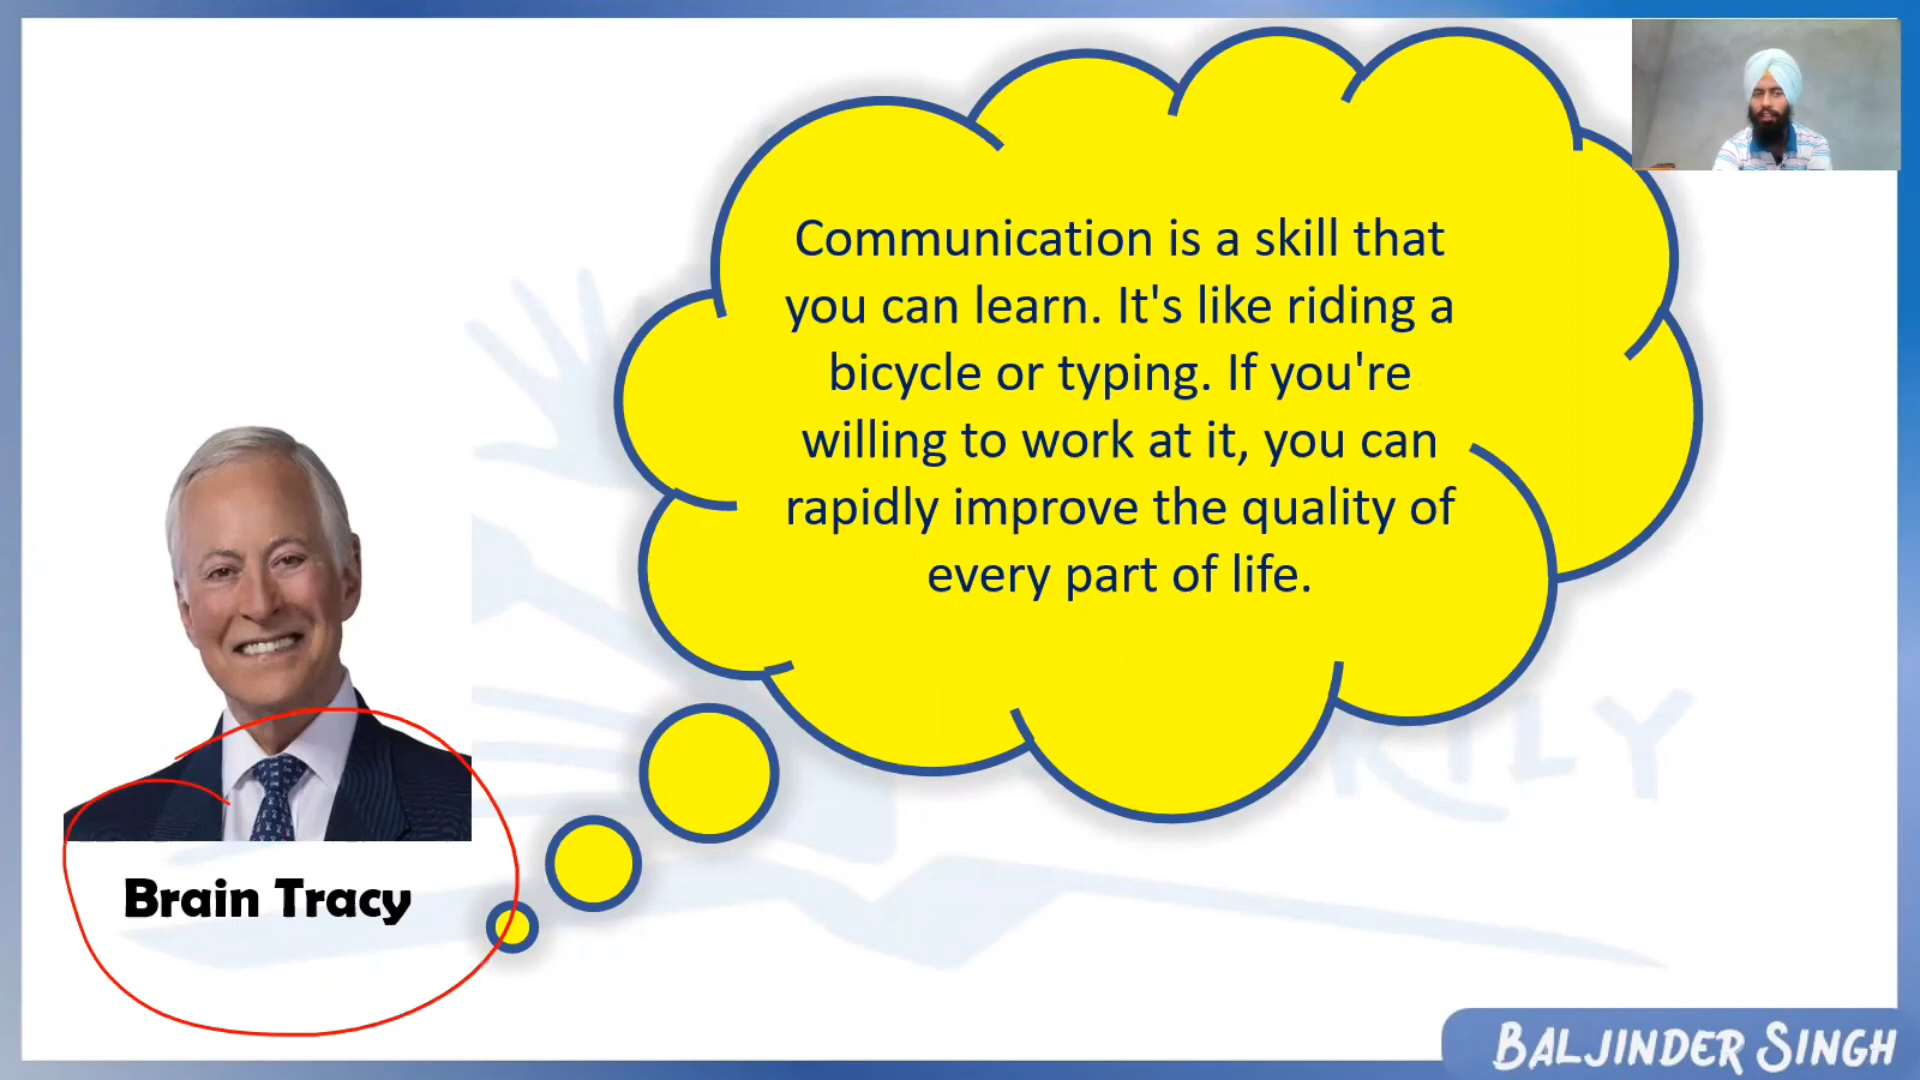 Communication is a skill that
you can learn. It's like riding a
bicycle or typing. If you're
willing to work at it, you can
rapidly improve the quality of
every part of life.
Brain Tracy
BALJINDER SINGH